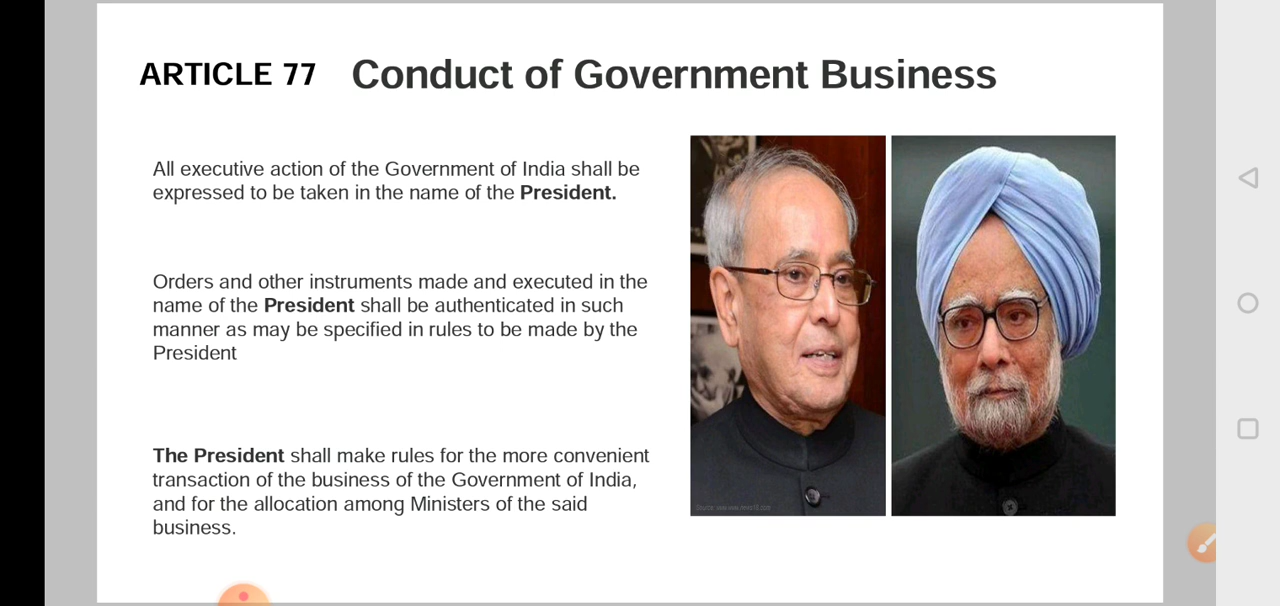 ARTICLE 77 Conduct of Government Business
All executive action of the Government of India shall be
expressed to be taken in the name of the President.
Orders and other instruments made and executed in the
name of the President shall be authenticated in such
manner as may be specified in rules to be made by the
President
The President shall make rules for the more convenient
transaction of the business of the Government of India,
and for the allocation among Ministers of the said
business.